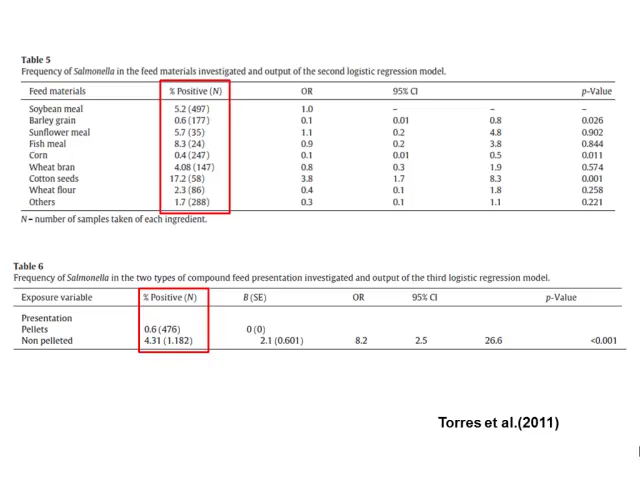 Table 5
Frequency of Salmonella in the feed materials investigated and output of the second logistic regression model.
Feed materials % Positive (N) OR 95% CI p-Value
Soybean meal 5.2 (497) 1.0 – – –
Barley grain 0.6 (177) 0.1 0.01 0.8 0.026
Sunflower meal 5.7 (35) 1.1 0.2 4.8 0.902
Fish meal 8.3 (24) 0.9 0.2 3.8 0.844
Corn 0.4 (247) 0.1 0.01 0.5 0.011
Wheat bran 4.08 (147) 0.8 0.3 1.9 0.574
Cotton seeds 17.2 (58) 3.8 1.7 8.3 0.001
Wheat flour 2.3 (86) 0.4 0.1 1.8 0.258
Others 1.7 (288) 0.3 0.1 1.1 0.221
N – number of samples taken of each ingredient.
Table 6
Frequency of Salmonella in the two types of compound feed presentation investigated and output of the third logistic regression model.
Exposure variable % Positive (N) B (SE) OR 95% CI p-Value
Presentation
Pellets 0.6 (476) 0 (0)
Non pelleted 4.31 (1.182) 2.1 (0.601) 8.2 2.5 26.6 <0.001
Torres et al.(2011)